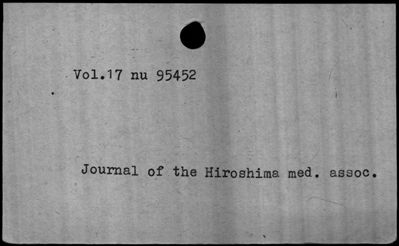 Vol.17 nu 95452
Journal of the Hiroshima med. assoc.